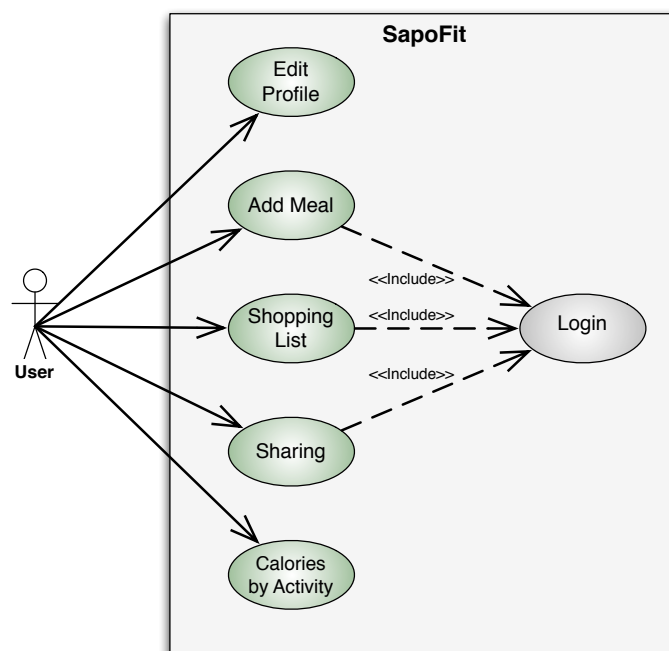 SapoFit
Edit
Profile
Add Meal
<<Include>>
Shopping
List
<<Include>>
Login
<<Include>>
User
Sharing
Calories
by Activity